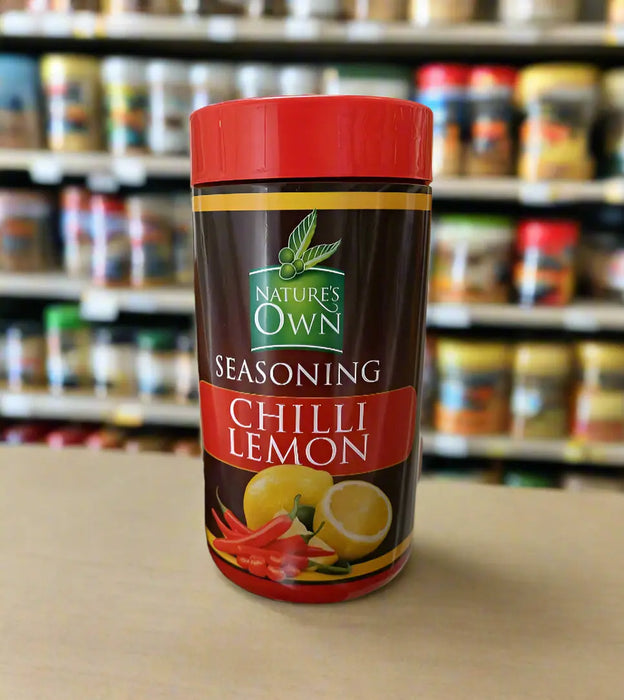 NATURE'S
OWN
SEASONING
CHILLI
LEMON